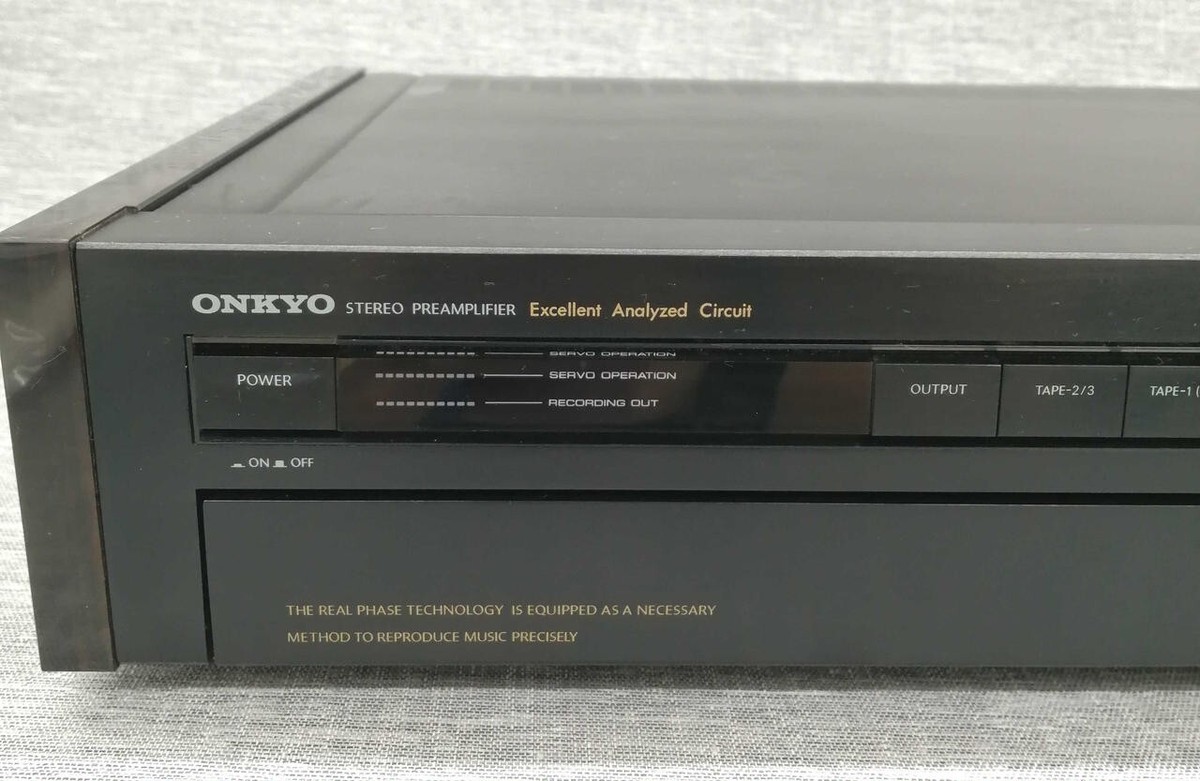 ONKYO STEREO PREAMPLIFIER Excellent Analyzed Circuit
SERVO OPERATION
POWER
SERVO OPERATION
OUTPUT
TAPE-2/3
TAPE-1 (
RECORDING OUT
ON OFF
THE REAL PHASE TECHNOLOGY IS EQUIPPED AS A NECESSARY
METHOD TO REPRODUCE MUSIC PRECISELY